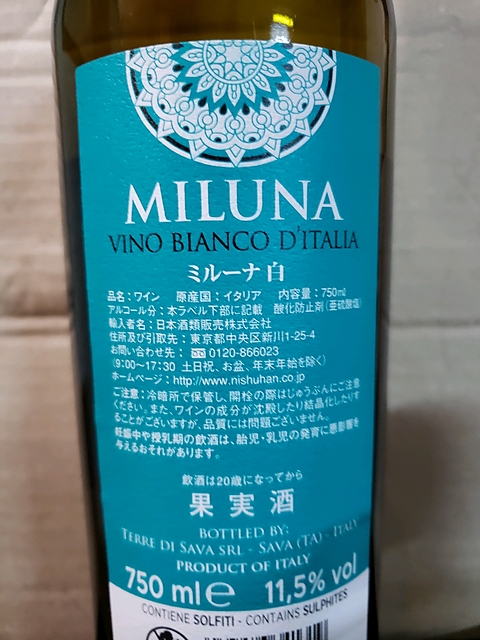 MILUNA
VINO BIANCO D'ITALIA
ミルーナ 白
品名：ワイン　原産国：イタリア　内容量：750ml
アルコール分：本ラベル下部に記載　酸化防止剤（亜硫酸塩）
輸入者名：日本酒類販売株式会社
住所及び引取先：東京都中央区新川1-25-4
お問い合わせ先： 0120-866023
(9：00～17：30 土日祝、お盆、年末年始を除く)
ホームページ：http://www.nishuhan.co.jp
ご注意：冷暗所で保管し、開栓の際はじゅうぶんにご注意
ください。また、ワインの成分が沈殿したり結晶化したりす
ることがございますが、品質には問題ございません。
妊娠中や授乳期の飲酒は、胎児・乳児の発育に悪影響を
与えるおそれがあります。
飲酒は20歳になってから
果実酒
BOTTLED BY:
TERRE DI SAVA SRL - SAVA (TA) - ITALY
PRODUCT OF ITALY
750 ml e 11,5% vol
CONTIENE SOLFITI - CONTAINS SULPHITES